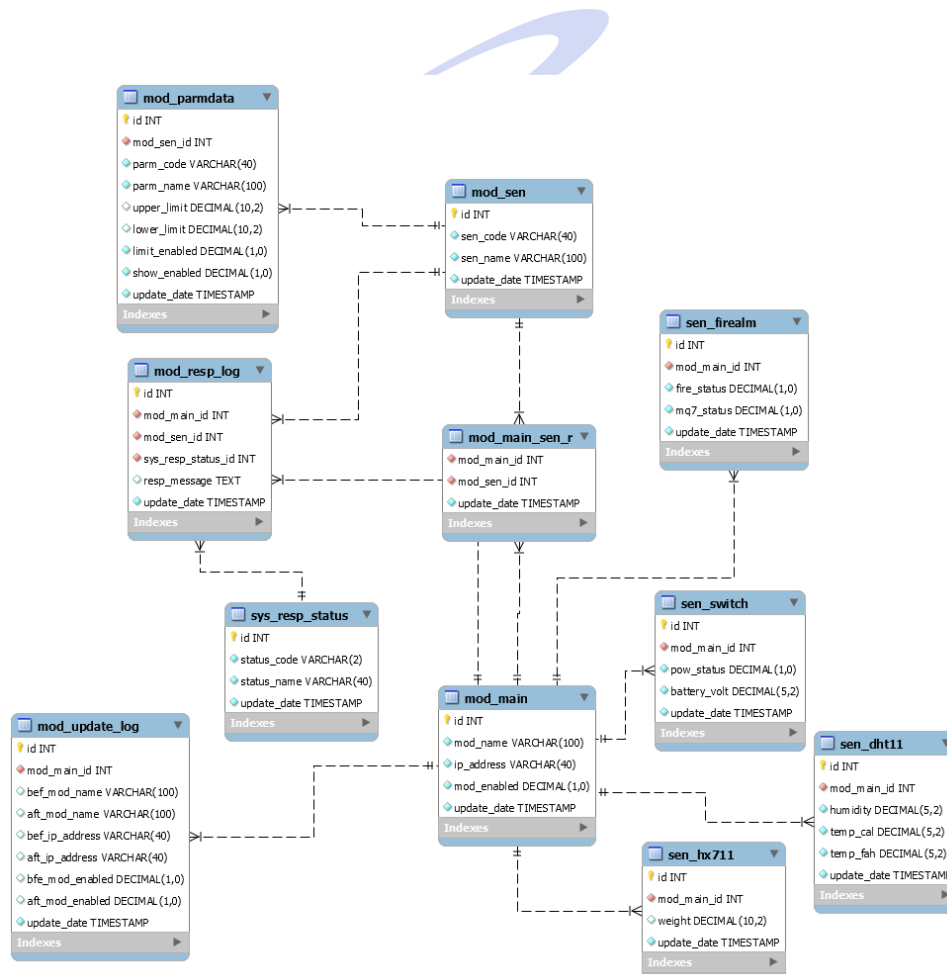 mod_parmdata
id INT
mod_sen_id INT
parm_code VARCHAR(40)
parm_name VARCHAR(100)
upper_limit DECIMAL(10,2)
lower_limit DECIMAL(10,2)
limit_enabled DECIMAL(1,0)
show_enabled DECIMAL(1,0)
update_date TIMESTAMP
Indexes
mod_sen
id INT
sen_code VARCHAR(40)
sen_name VARCHAR(100)
update_date TIMESTAMP
Indexes
sen_firealm
id INT
mod_main_id INT
fire_status DECIMAL(1,0)
mq7_status DECIMAL(1,0)
update_date TIMESTAMP
Indexes
mod_resp_log
id INT
mod_main_id INT
mod_sen_id INT
sys_resp_status_id INT
resp_message TEXT
update_date TIMESTAMP
Indexes
mod_main_sen_r
mod_main_id INT
mod_sen_id INT
update_date TIMESTAMP
Indexes
sys_resp_status
id INT
status_code VARCHAR(2)
status_name VARCHAR(40)
update_date TIMESTAMP
Indexes
sen_switch
id INT
mod_main_id INT
pow_status DECIMAL(1,0)
battery_volt DECIMAL(5,2)
update_date TIMESTAMP
Indexes
mod_main
id INT
mod_name VARCHAR(100)
ip_address VARCHAR(40)
mod_enabled DECIMAL(1,0)
update_date TIMESTAMP
Indexes
mod_update_log
id INT
mod_main_id INT
bef_mod_name VARCHAR(100)
aft_mod_name VARCHAR(100)
bef_ip_address VARCHAR(40)
aft_ip_address VARCHAR(40)
bfe_mod_enabled DECIMAL(1,0)
aft_mod_enabled DECIMAL(1,0)
update_date TIMESTAMP
Indexes
sen_dht11
id INT
mod_main_id INT
humidity DECIMAL(5,2)
temp_cal DECIMAL(5,2)
temp_fah DECIMAL(5,2)
update_date TIMESTAMP
Indexes
sen_hx711
id INT
mod_main_id INT
weight DECIMAL(10,2)
update_date TIMESTAMP
Indexes